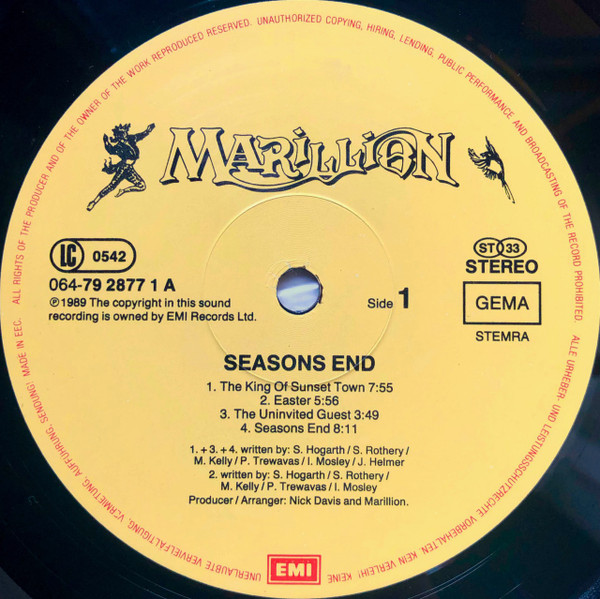 ALL RIGHTS OF THE PRODUCER AND OF THE OWNER OF THE WORK REPRODUCED RESERVED. UNAUTHORIZED COPYING, HIRING, LENDING, PUBLIC PERFORMANCE AND BROADCASTING OF THE RECORD PROHIBITED.
MARILLION
LC 0542
064-79 2877 1 A
℗1989 The copyright in this sound
recording is owned by EMI Records Ltd.
Side 1
ST 33
STEREO
GEMA
STEMRA
SEASONS END
1. The King Of Sunset Town 7:55
2. Easter 5:56
3. The Uninvited Guest 3:49
4. Seasons End 8:11
1.+3.+4. written by: S. Hogarth/S. Rothery/
M. Kelly/P. Trewavas/I. Mosley/J. Helmer
2. written by: S. Hogarth/S. Rothery/
M. Kelly/P. Trewavas/I. Mosley
Producer/Arranger: Nick Davis and Marillion.
EMI
ALLE URHEBER- UND LEISTUNGSSCHUTZRECHTE VORBEHALTEN. KEIN VERLEIH! KEINE
UNERLAUBTE VERVIELFÄLTIGUNG, VERMIETUNG, AUFFÜHRUNG, SENDUNG! MADE IN EEC.